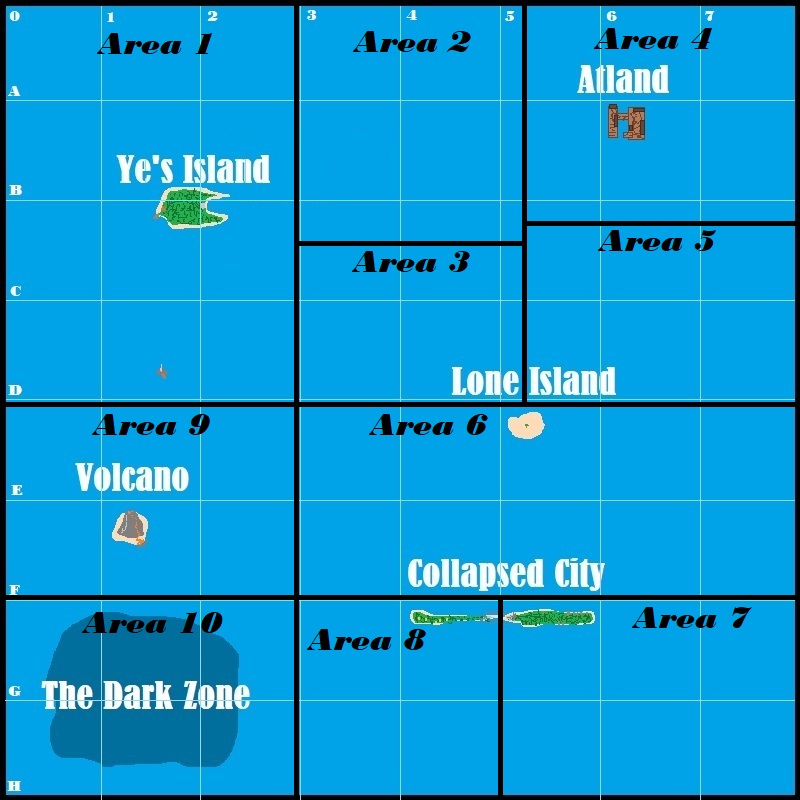 0 1 2 3 4 5 6 7
Area 1
Area 2
Area 4
Atland
A
Ye's Island
B
Area 5
Area 3
C
Lone Island
D
Area 9
Area 6
Volcano
E
Collapsed City
F
Area 10
Area 8
Area 7
The Dark Zone
G
H